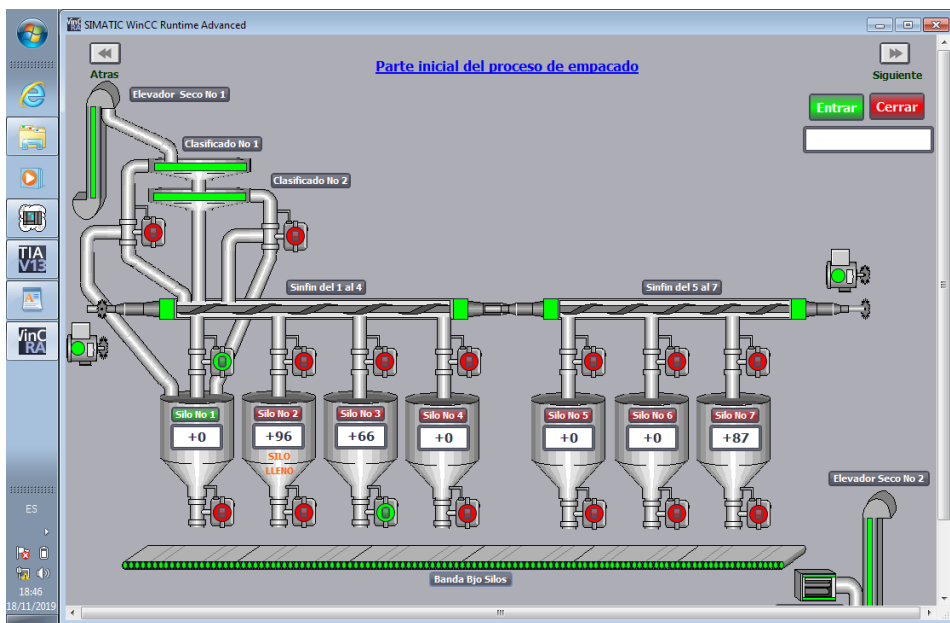 SIMATIC WinCC Runtime Advanced
Parte inicial del proceso de empacado
Atras
Siguiente
Entrar
Cerrar
Elevador Seco No 1
Clasificado No 1
Clasificado No 2
Sinfin del 1 al 4
Sinfin del 5 al 7
Silo No 1
Silo No 2
Silo No 3
Silo No 4
Silo No 5
Silo No 6
Silo No 7
+0
+96
+66
+0
+0
+0
+87
SILO
LLENO
Elevador Seco No 2
Banda Bjo Silos
TIA
V13
WinC
RA
ES
18:46
18/11/2019